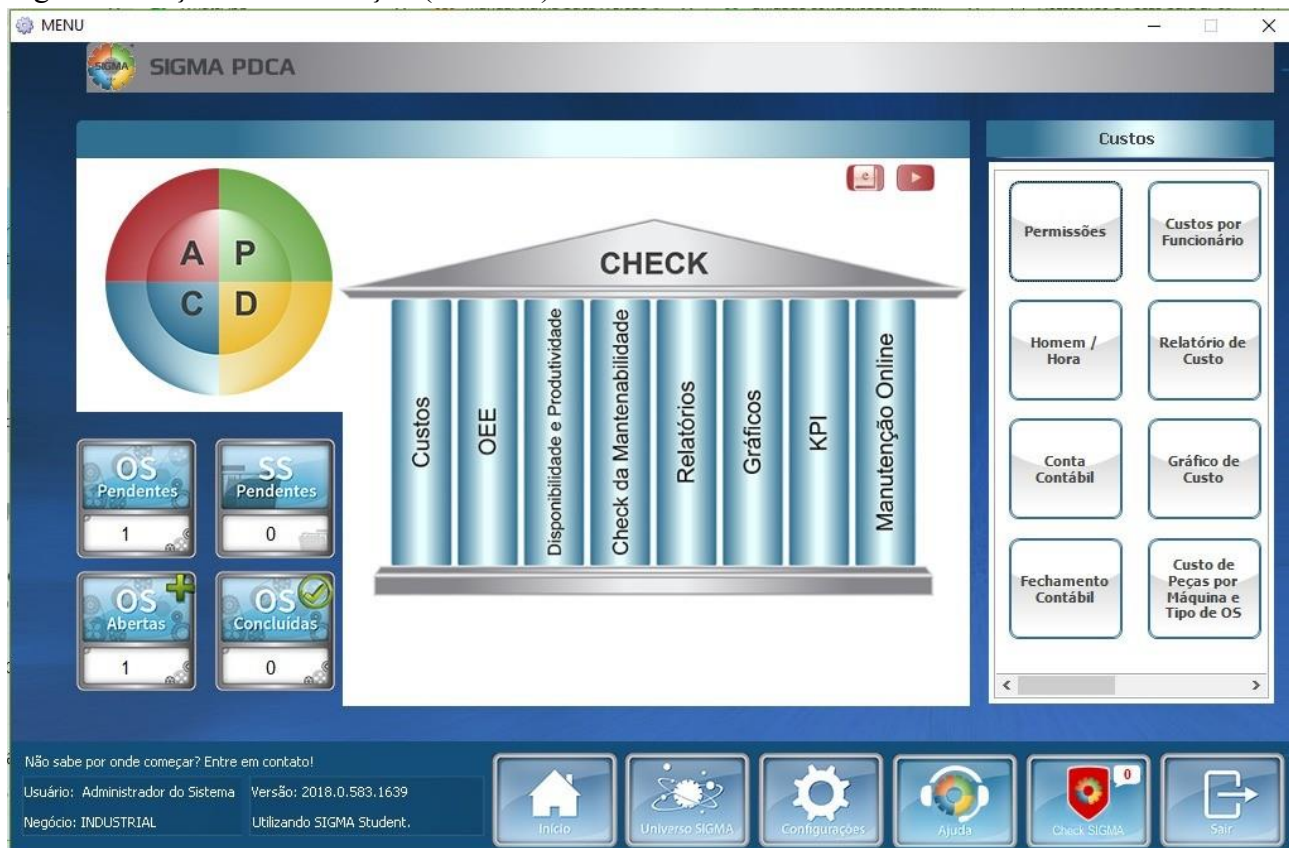 MENU
SIGMA
SIGMA PDCA
A P
C D
CHECK
Custos
OEE
Disponibilidade e Produtividade
Check da Mantenabilidade
Relatórios
Gráficos
KPI
Manutenção Online
OS
Pendentes
1
SS
Pendentes
0
OS
Abertas
1
OS
Concluídas
0
Custos
Permissões
Custos por
Funcionário
Homem /
Hora
Relatório de
Custo
Conta
Contábil
Gráfico de
Custo
Fechamento
Contábil
Custo de
Peças por
Máquina e
Tipo de OS
Não sabe por onde começar? Entre em contato!
Usuário: Administrador do Sistema
Versão: 2018.0.583.1639
Negócio: INDUSTRIAL
Utilizando SIGMA Student.
Início
Universo SIGMA
Configurações
Ajuda
0
Check SIGMA
Sair